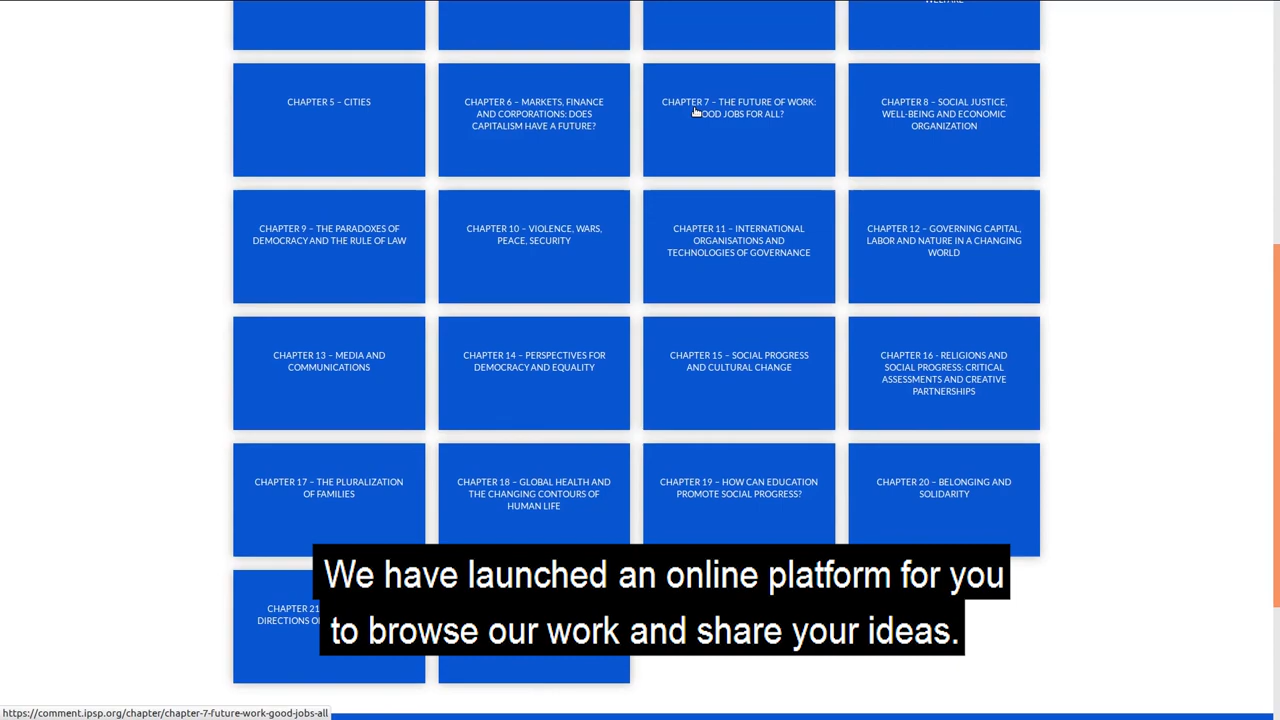 CHAPTER 5 – CITIES
CHAPTER 6 – MARKETS, FINANCE
AND CORPORATIONS: DOES
CAPITALISM HAVE A FUTURE?
CHAPTER 7 – THE FUTURE OF WORK:
OOD JOBS FOR ALL?
CHAPTER 8 – SOCIAL JUSTICE,
WELL-BEING AND ECONOMIC
ORGANIZATION
CHAPTER 9 – THE PARADOXES OF
DEMOCRACY AND THE RULE OF LAW
CHAPTER 10 – VIOLENCE, WARS,
PEACE, SECURITY
CHAPTER 11 – INTERNATIONAL
ORGANISATIONS AND
TECHNOLOGIES OF GOVERNANCE
CHAPTER 12 – GOVERNING CAPITAL,
LABOR AND NATURE IN A CHANGING
WORLD
CHAPTER 13 – MEDIA AND
COMMUNICATIONS
CHAPTER 14 – PERSPECTIVES FOR
DEMOCRACY AND EQUALITY
CHAPTER 15 – SOCIAL PROGRESS
AND CULTURAL CHANGE
CHAPTER 16 - RELIGIONS AND
SOCIAL PROGRESS: CRITICAL
ASSESSMENTS AND CREATIVE
PARTNERSHIPS
CHAPTER 17 – THE PLURALIZATION
OF FAMILIES
CHAPTER 18 – GLOBAL HEALTH AND
THE CHANGING CONTOURS OF
HUMAN LIFE
CHAPTER 19 – HOW CAN EDUCATION
PROMOTE SOCIAL PROGRESS?
CHAPTER 20 – BELONGING AND
SOLIDARITY
CHAPTER 21
DIRECTIONS
We have launched an online platform for you
to browse our work and share your ideas.
https://comment.ipsp.org/chapter/chapter-7-future-work-good-jobs-all